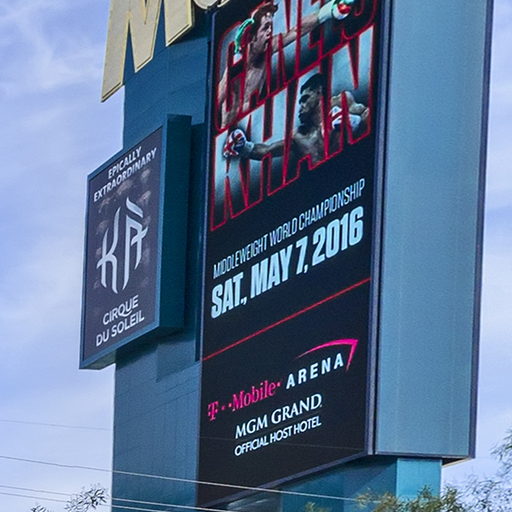 M
CANELO
KHAN
MIDDLEWEIGHT WORLD CHAMPIONSHIP
SAT., MAY 7, 2016
T··Mobile· ARENA
MGM GRAND
OFFICIAL HOST HOTEL
EPICALLY
EXTRAORDINARY
KÀ
CIRQUE
DU SOLEIL